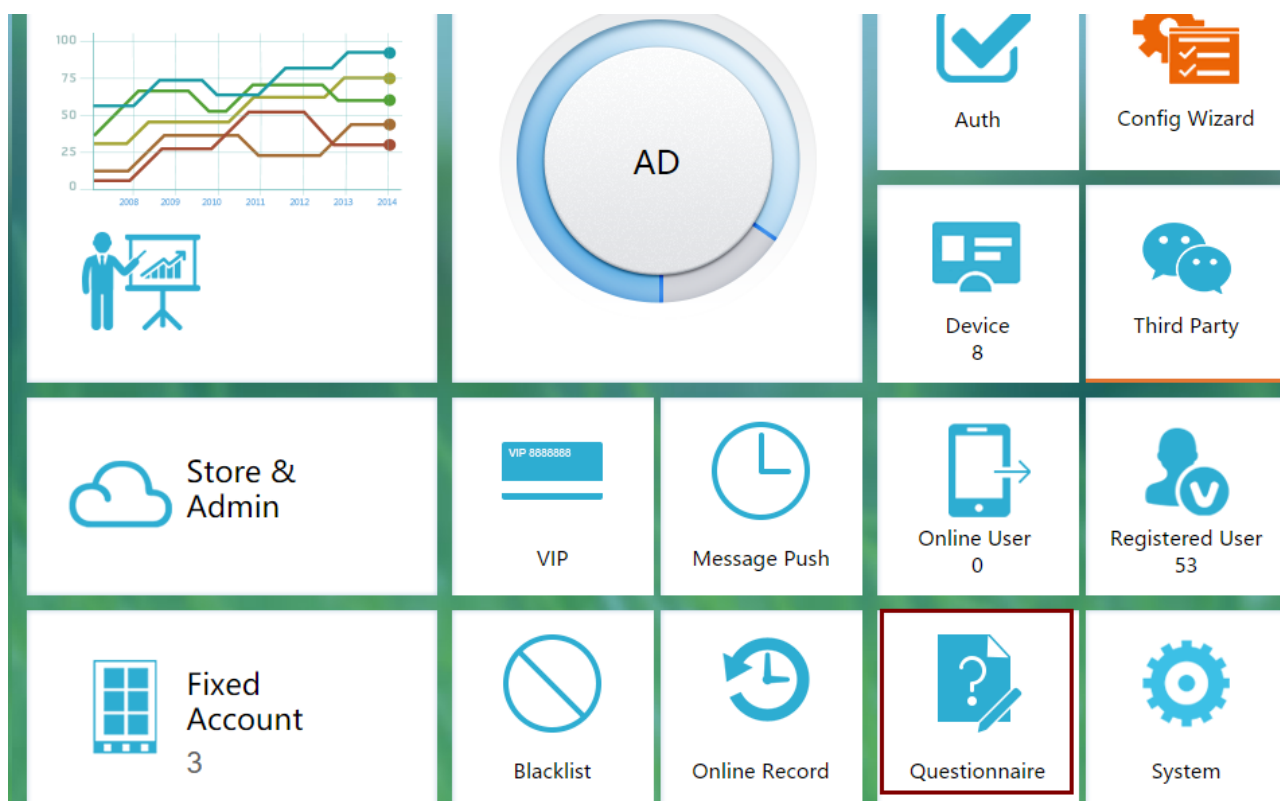 100
75
50
25
0
2008 2009 2010 2011 2012 2013 2014
AD
Auth
Config Wizard
Device
8
Third Party
Store &
Admin
VIP 8888888
VIP
Message Push
Online User
0
Registered User
53
Fixed
Account
3
Blacklist
Online Record
?
Questionnaire
System